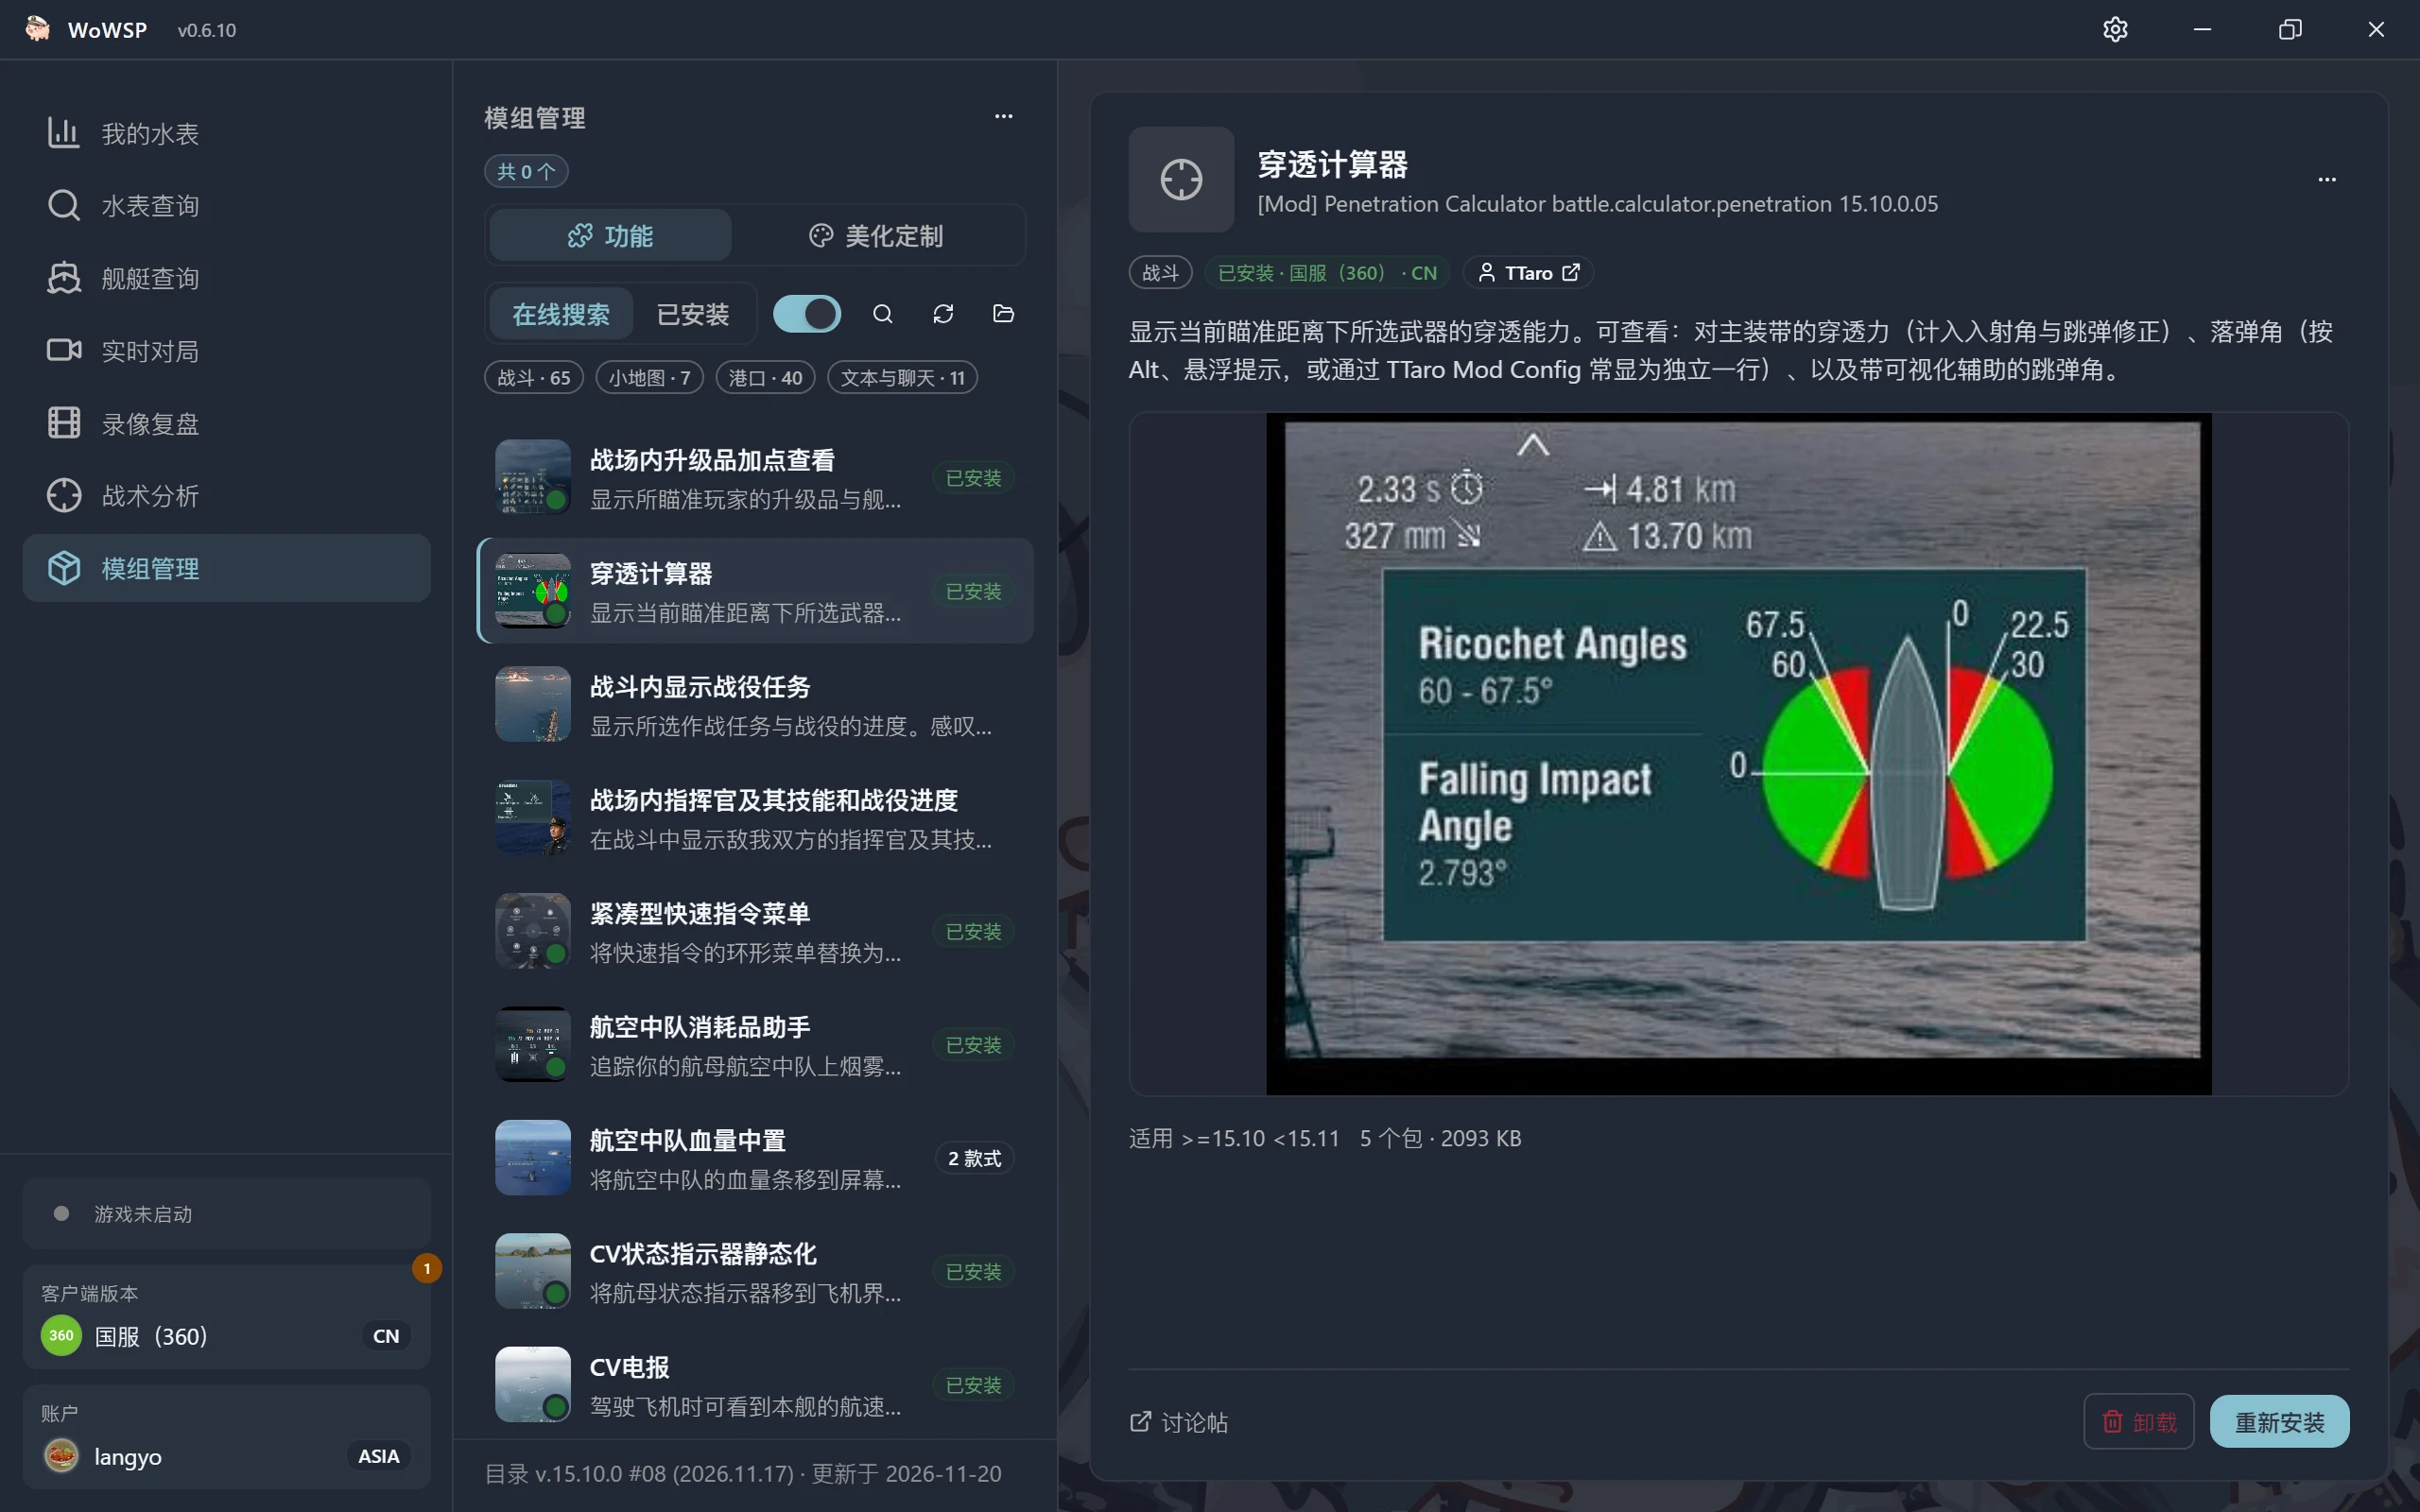 WoWSP v0.6.10
我的水表
水表查询
舰艇查询
实时对局
录像复盘
战术分析
模组管理
游戏未启动
1
客户端版本
360 国服（360） CN
账户
langyo ASIA
模组管理
共 0 个
功能 美化定制
在线搜索 已安装
战斗 · 65 小地图 · 7 港口 · 40 文本与聊天 · 11
战场内升级品加点查看
显示所瞄准玩家的升级品与舰...
已安装
穿透计算器
显示当前瞄准距离下所选武器...
已安装
战斗内显示战役任务
显示所选作战任务与战役的进度。感叹...
战场内指挥官及其技能和战役进度
在战斗中显示敌我双方的指挥官及其技...
紧凑型快速指令菜单
将快速指令的环形菜单替换为...
已安装
航空中队消耗品助手
追踪你的航母航空中队上烟雾...
已安装
航空中队血量中置
将航空中队的血量条移到屏幕...
2 款式
CV状态指示器静态化
将航母状态指示器移到飞机界...
已安装
CV电报
驾驶飞机时可看到本舰的航速...
已安装
目录 v.15.10.0 #08 (2026.11.17) · 更新于 2026-11-20
穿透计算器
[Mod] Penetration Calculator battle.calculator.penetration 15.10.0.05
战斗 已安装 · 国服（360） · CN TTaro
显示当前瞄准距离下所选武器的穿透能力。可查看：对主装带的穿透力（计入入射角与跳弹修正）、落弹角（按
Alt、悬浮提示，或通过 TTaro Mod Config 常显为独立一行）、以及带可视化辅助的跳弹角。
2.33 s 4.81 km
327 mm 13.70 km
Ricochet Angles
60 - 67.5°
Falling Impact
Angle
2.793°
67.5 0 22.5
60 30
0
适用 >=15.10 <15.11 5 个包 · 2093 KB
讨论帖 卸载 重新安装